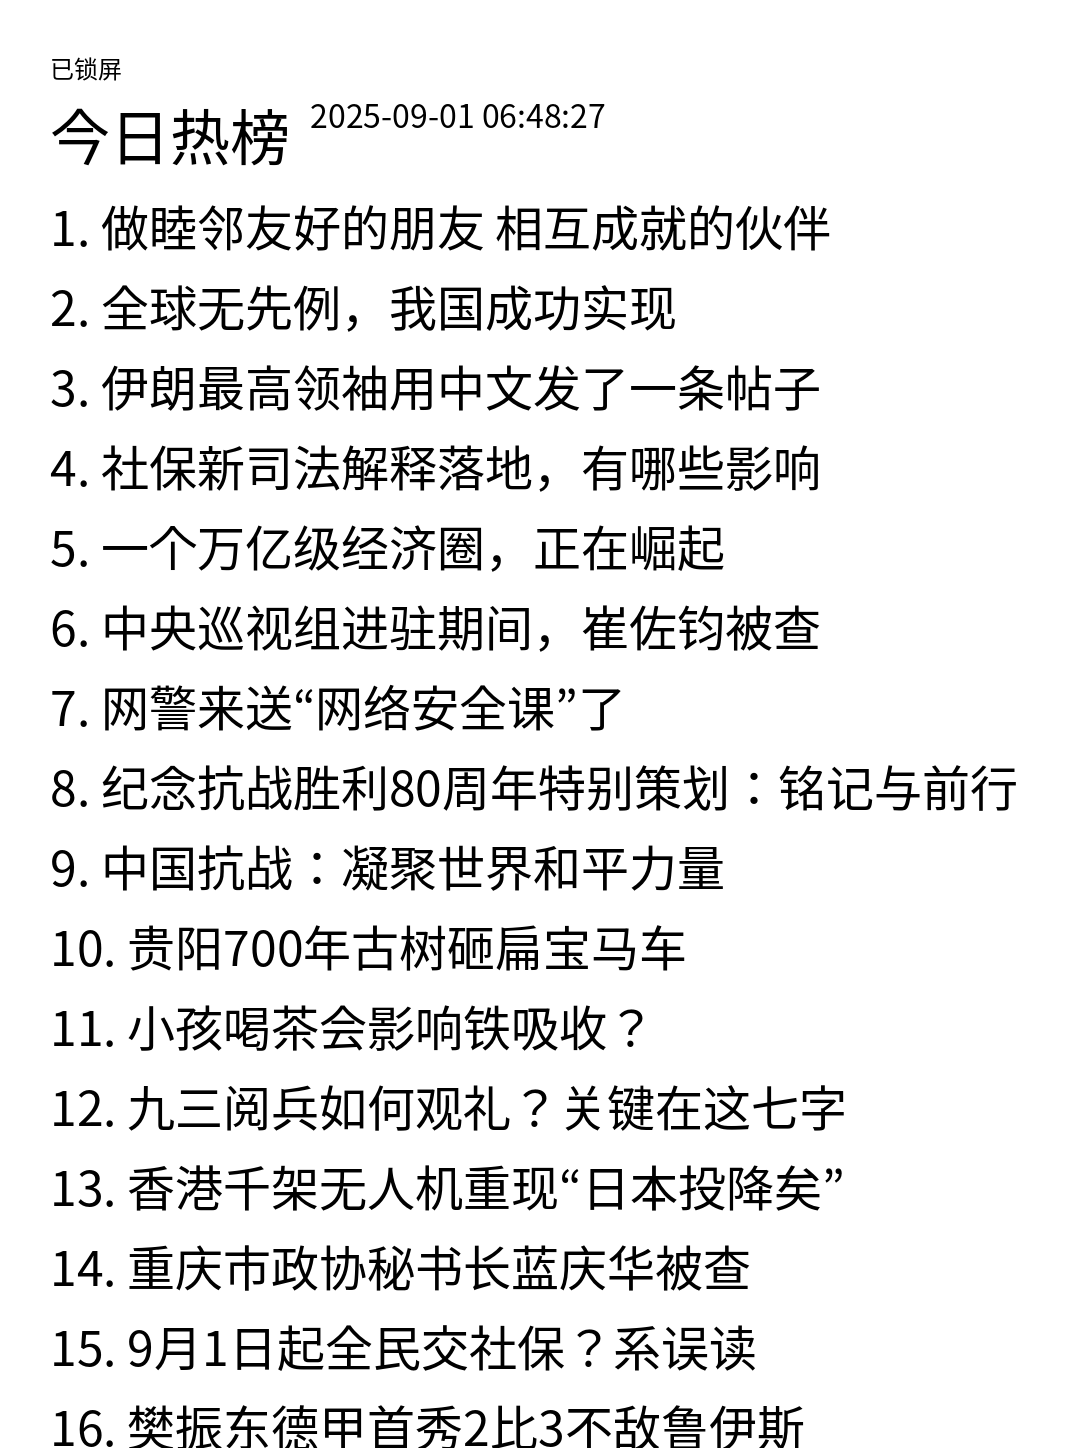 已锁屏
今日热榜 2025-09-01 06:48:27
1. 做睦邻友好的朋友 相互成就的伙伴
2. 全球无先例，我国成功实现
3. 伊朗最高领袖用中文发了一条帖子
4. 社保新司法解释落地，有哪些影响
5. 一个万亿级经济圈，正在崛起
6. 中央巡视组进驻期间，崔佐钧被查
7. 网警来送“网络安全课”了
8. 纪念抗战胜利80周年特别策划：铭记与前行
9. 中国抗战：凝聚世界和平力量
10. 贵阳700年古树砸扁宝马车
11. 小孩喝茶会影响铁吸收？
12. 九三阅兵如何观礼？关键在这七字
13. 香港千架无人机重现“日本投降矣”
14. 重庆市政协秘书长蓝庆华被查
15. 9月1日起全民交社保？系误读
16. 樊振东德甲首秀2比3不敌鲁伊斯